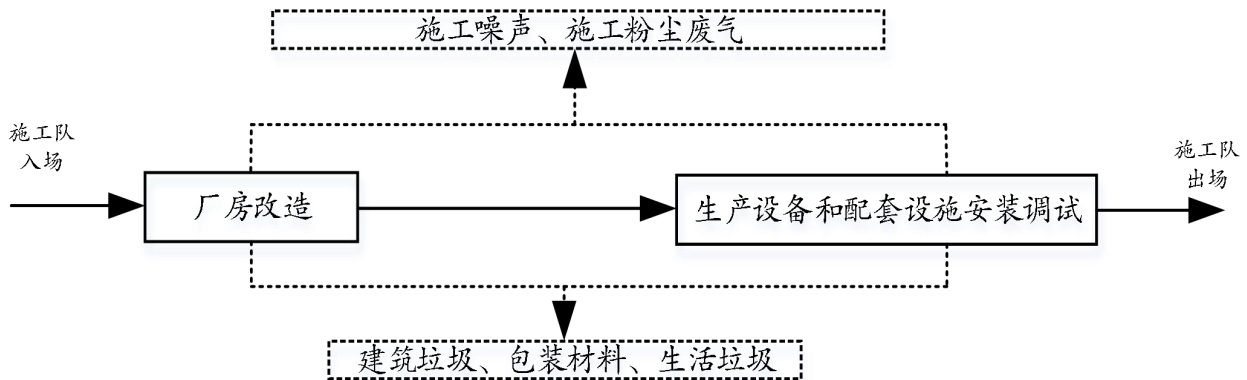 施工噪声、施工粉尘废气
施工队
入场
厂房改造
生产设备和配套设施安装调试
施工队
出场
建筑垃圾、包装材料、生活垃圾